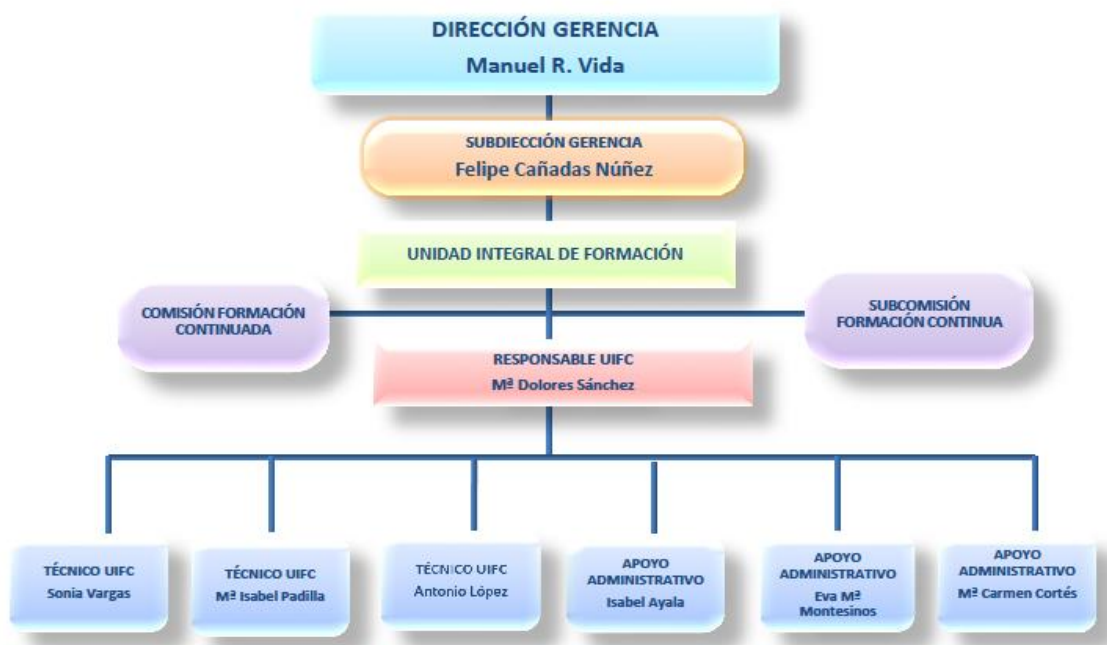 DIRECCIÓN GERENCIA
Manuel R. Vida
SUBDIECCIÓN GERENCIA
Felipe Cañadas Núñez
UNIDAD INTEGRAL DE FORMACIÓN
COMISIÓN FORMACIÓN
CONTINUADA
SUBCOMISIÓN
FORMACIÓN CONTINUA
RESPONSABLE UIFC
Mª Dolores Sánchez
TÉCNICO UIFC
Sonia Vargas
TÉCNICO UIFC
Mª Isabel Padilla
TÉCNICO UIFC
Antonio López
APOYO
ADMINISTRATIVO
Isabel Ayala
APOYO
ADMINISTRATIVO
Eva Mª
Montesinos
APOYO
ADMINISTRATIVO
Mª Carmen Cortés